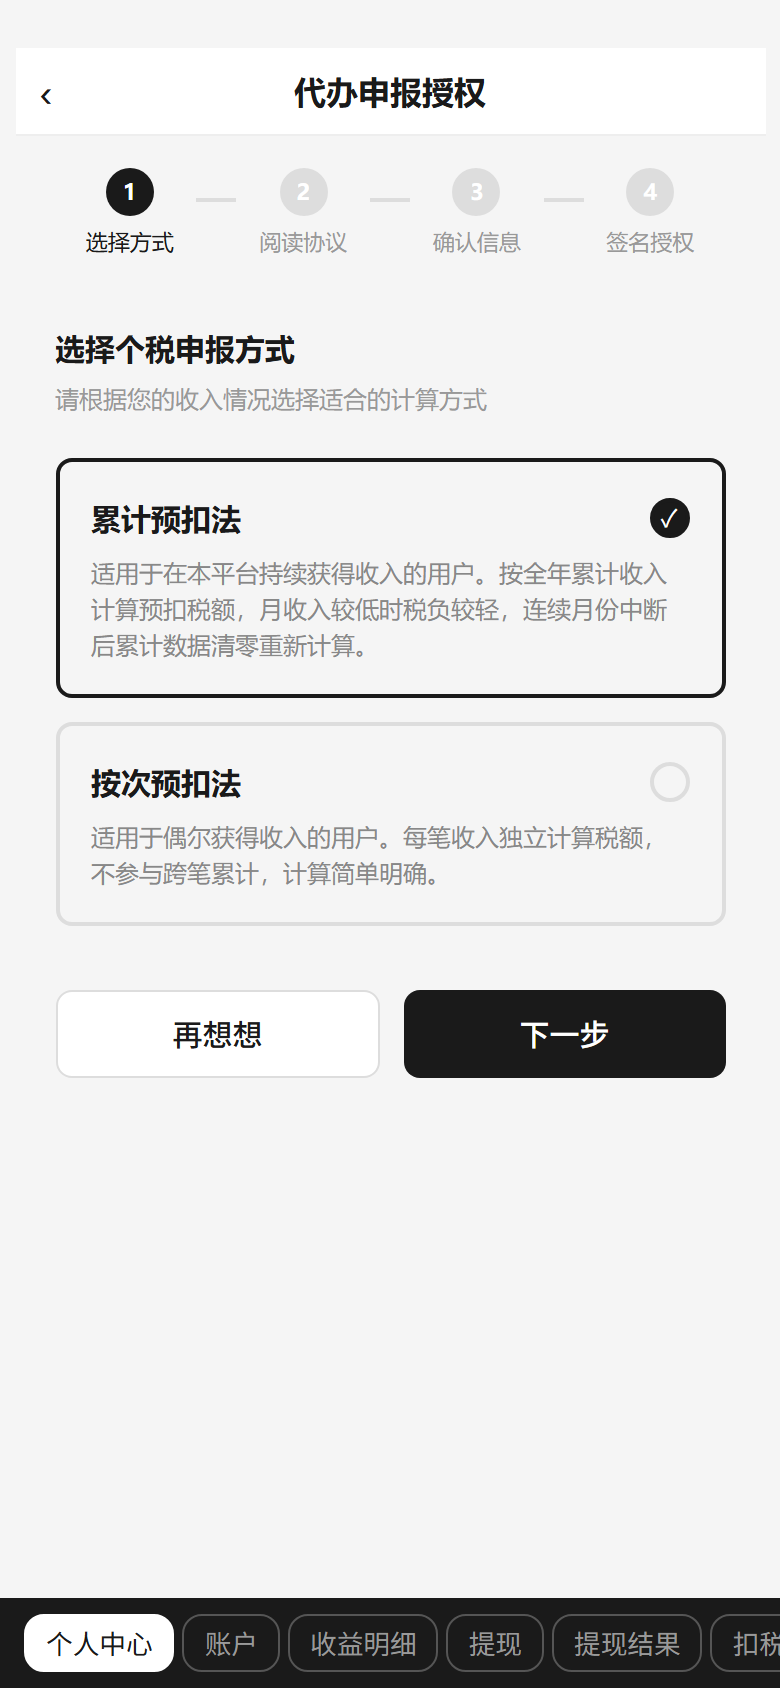 ‹
代办申报授权
1
2
3
4
选择方式
阅读协议
确认信息
签名授权
选择个税申报方式
请根据您的收入情况选择适合的计算方式
累计预扣法
✓
适用于在本平台持续获得收入的用户。按全年累计收入
计算预扣税额，月收入较低时税负较轻，连续月份中断
后累计数据清零重新计算。
按次预扣法
适用于偶尔获得收入的用户。每笔收入独立计算税额，
不参与跨笔累计，计算简单明确。
再想想
下一步
个人中心
账户
收益明细
提现
提现结果
扣税